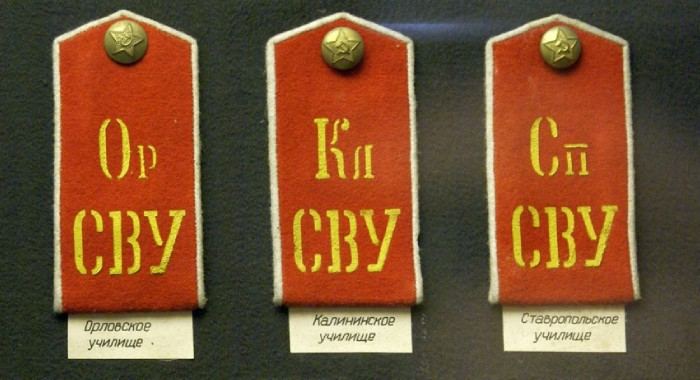 Ор
СВУ
Орловское
училище
Кл
СВУ
Калининское
училище
Сп
СВУ
Ставропольское
училище